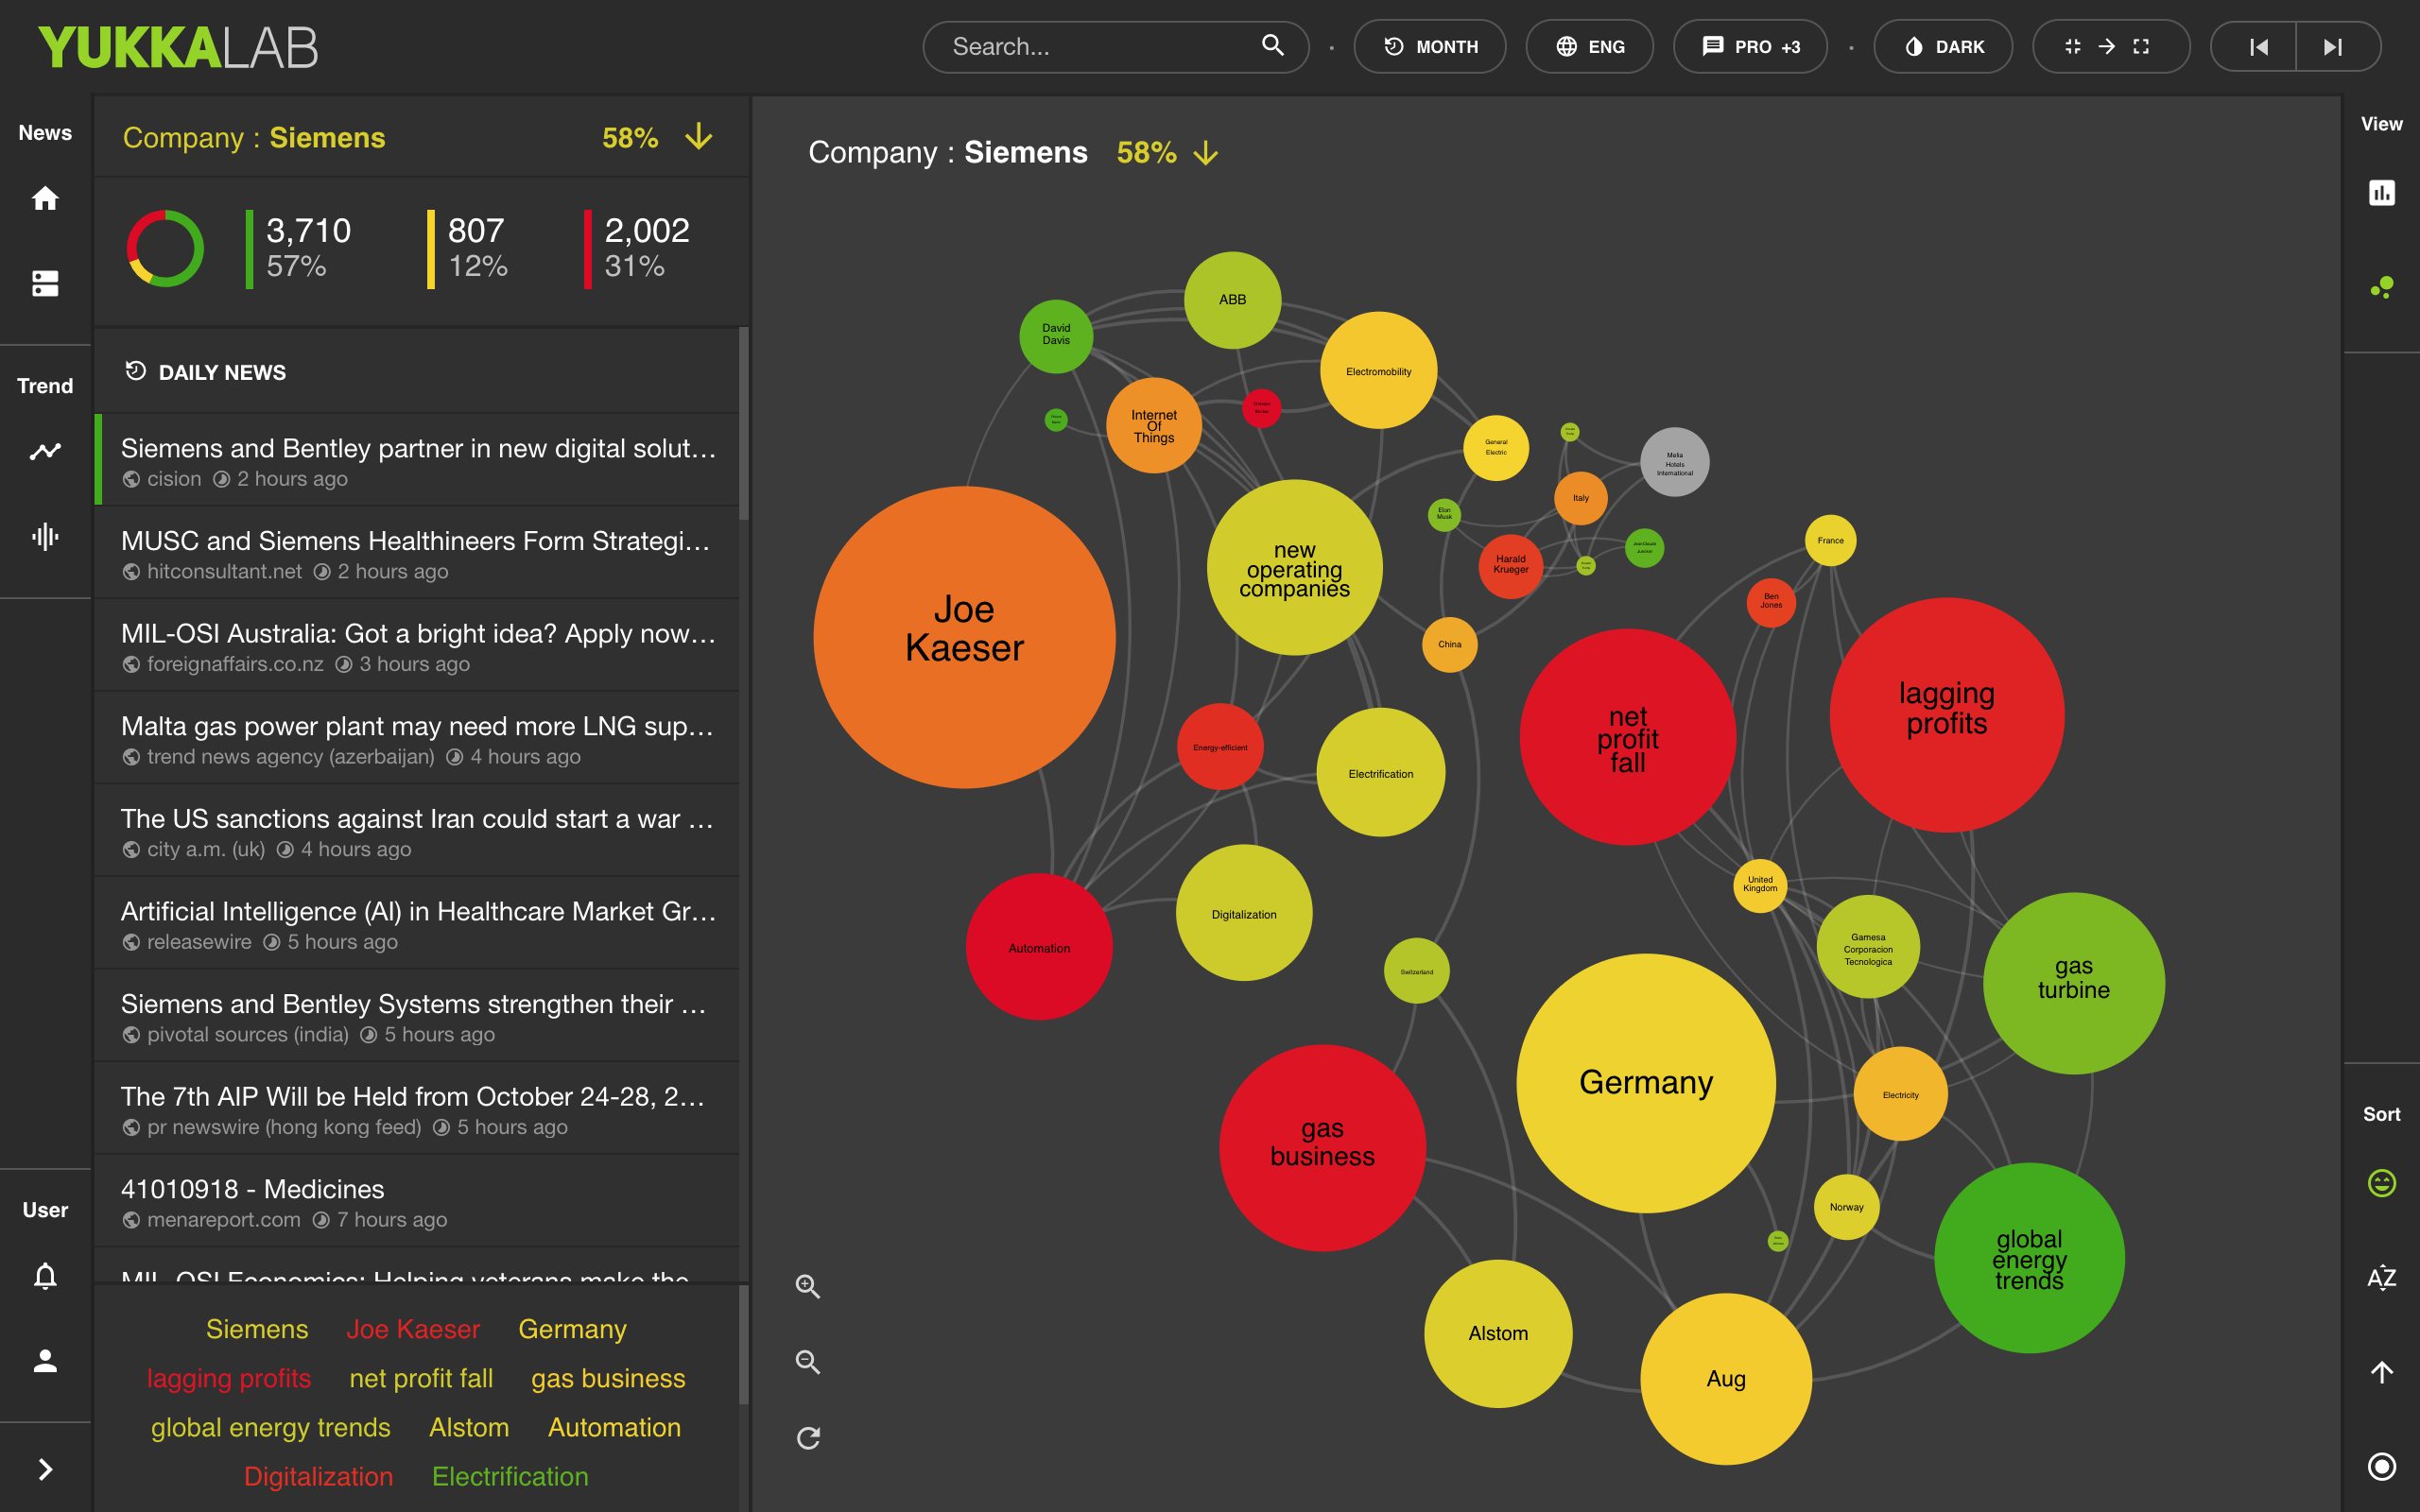 YUKKALAB
Search...
MONTH
ENG
PRO +3
DARK
News
Trend
User
Company : Siemens 58%
3,710
57%
807
12%
2,002
31%
DAILY NEWS
Siemens and Bentley partner in new digital solut...
cision 2 hours ago
MUSC and Siemens Healthineers Form Strategi...
hitconsultant.net 2 hours ago
MIL-OSI Australia: Got a bright idea? Apply now...
foreignaffairs.co.nz 3 hours ago
Malta gas power plant may need more LNG sup...
trend news agency (azerbaijan) 4 hours ago
The US sanctions against Iran could start a war ...
city a.m. (uk) 4 hours ago
Artificial Intelligence (AI) in Healthcare Market Gr...
releasewire 5 hours ago
Siemens and Bentley Systems strengthen their ...
pivotal sources (india) 5 hours ago
The 7th AIP Will be Held from October 24-28, 2...
pr newswire (hong kong feed) 5 hours ago
41010918 - Medicines
menareport.com 7 hours ago
MIL-OSI Economics: Helping veterans make the
Siemens Joe Kaeser Germany
lagging profits net profit fall gas business
global energy trends Alstom Automation
Digitalization Electrification
Company : Siemens 58%
ABB
David
Davis
Electromobility
Internet
Of
Things
General
Electric
Melia
Hotels
International
Italy
Elon
Musk
France
Harald
Krueger
new
operating
companies
Ben
Jones
Joe
Kaeser
China
lagging
profits
net
profit
fall
Energy-efficient
Electrification
United
Kingdom
Digitalization
Automation
Gamesa
Corporacion
Tecnologica
Switzerland
gas
turbine
Germany
Electricity
gas
business
Norway
global
energy
trends
Alstom
Aug
View
Sort
AZ